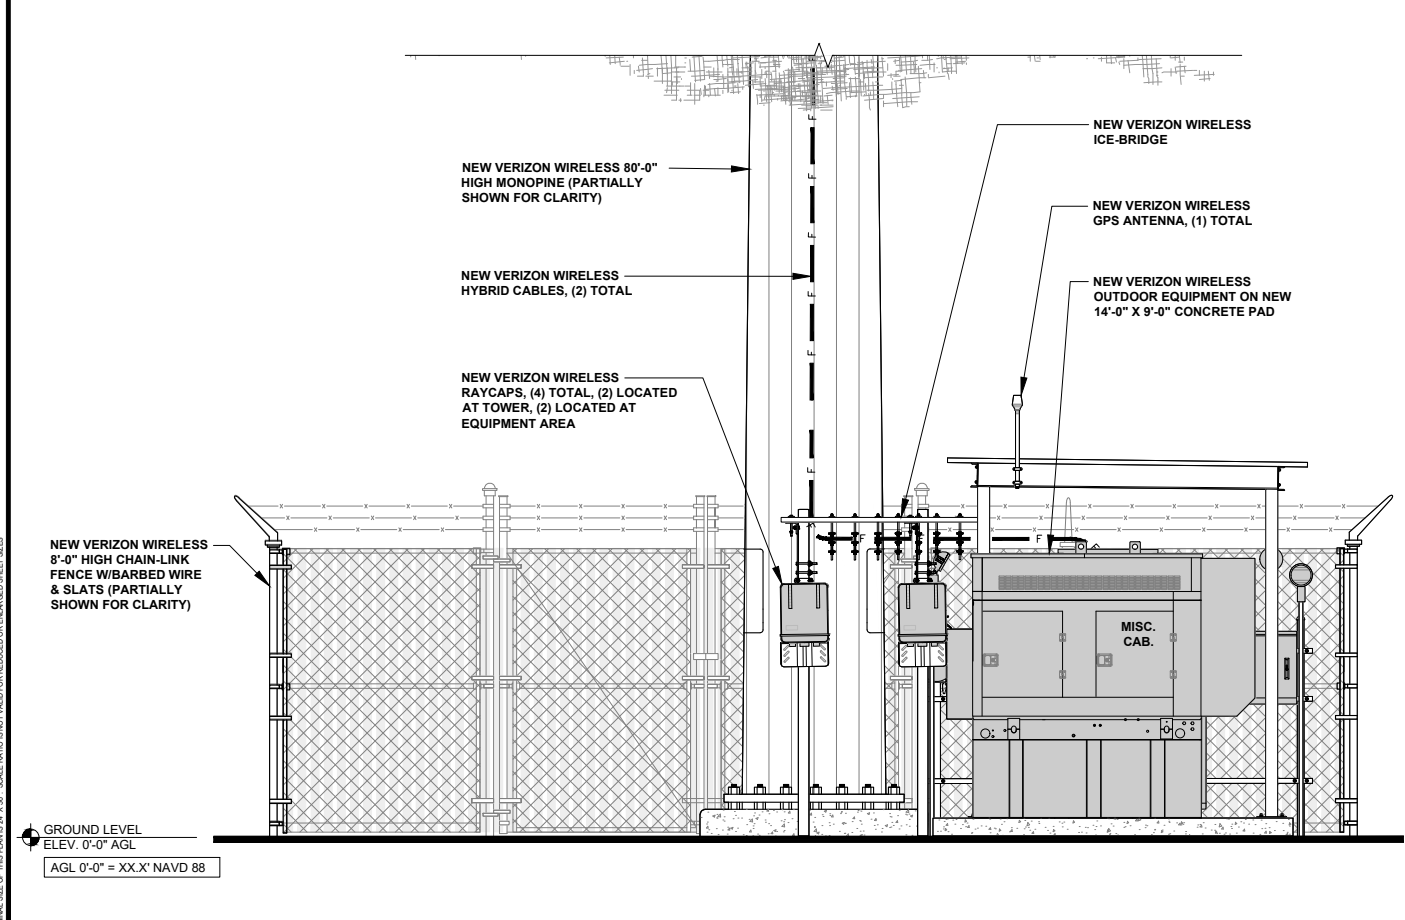 NEW VERIZON WIRELESS
ICE-BRIDGE
NEW VERIZON WIRELESS 80'-0"
HIGH MONOPINE (PARTIALLY
SHOWN FOR CLARITY)
NEW VERIZON WIRELESS
GPS ANTENNA, (1) TOTAL
NEW VERIZON WIRELESS
HYBRID CABLES, (2) TOTAL
NEW VERIZON WIRELESS
OUTDOOR EQUIPMENT ON NEW
14'-0" X 9'-0" CONCRETE PAD
NEW VERIZON WIRELESS
RAYCAPS, (4) TOTAL, (2) LOCATED
AT TOWER, (2) LOCATED AT
EQUIPMENT AREA
NEW VERIZON WIRELESS
8'-0" HIGH CHAIN-LINK
FENCE W/BARBED WIRE
& SLATS (PARTIALLY
SHOWN FOR CLARITY)
F
F
F
F
F
F
F
F
F
MISC.
CAB.
GROUND LEVEL
ELEV. 0'-0" AGL
AGL 0'-0" = XX.X' NAVD 88